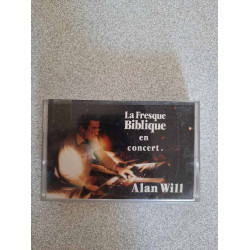 La Fresque
Biblique
en
concert.
Alan Will